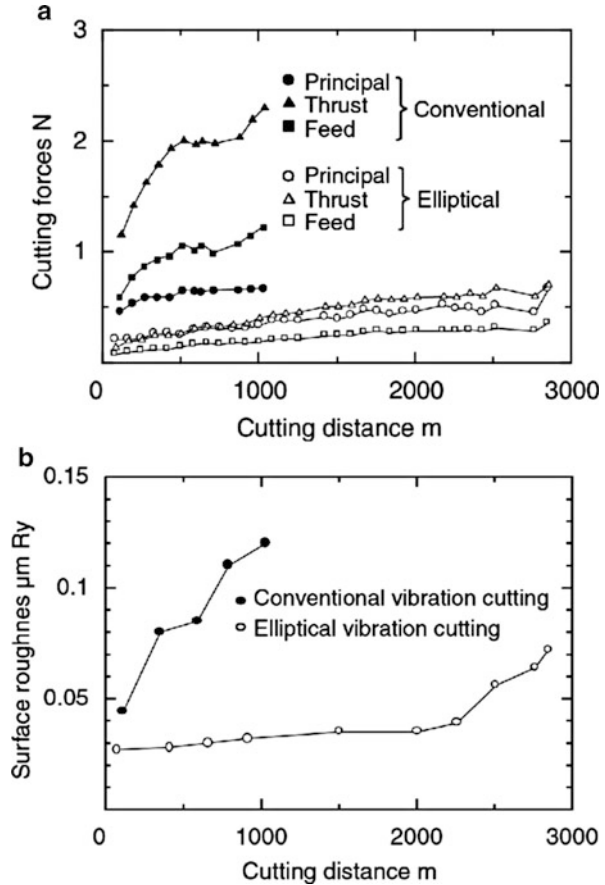 a
3
2
1
0
Cutting forces N
Principal
Thrust
Feed
Conventional
Principal
Thrust
Feed
Elliptical
0 1000 2000 3000
Cutting distance m
b
0.15
0.1
0.05
Surface roughnes µm Ry
Conventional vibration cutting
Elliptical vibration cutting
0 1000 2000 3000
Cutting distance m